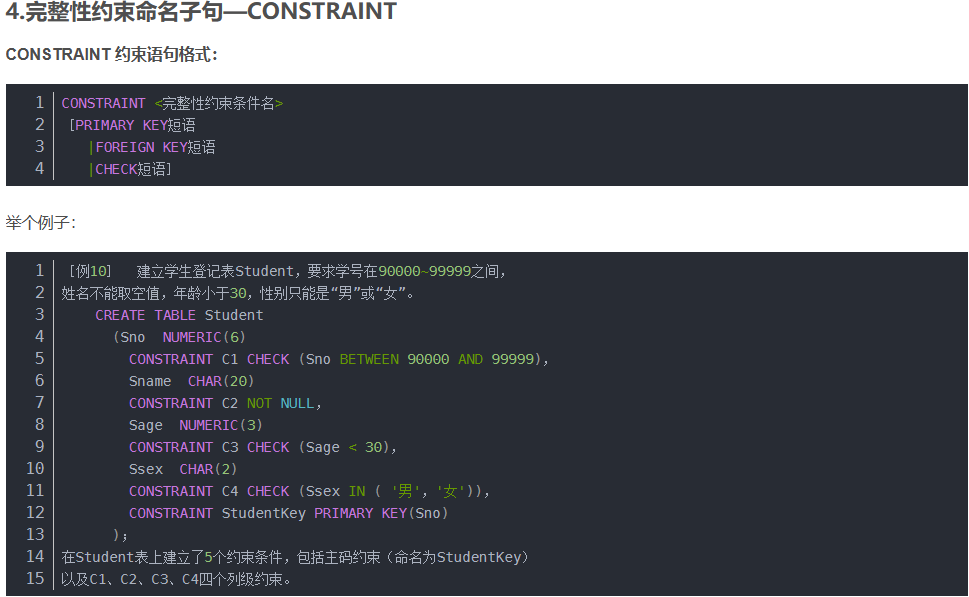 4.完整性约束命名子句—CONSTRAINT
CONSTRAINT 约束语句格式：
1 CONSTRAINT <完整性约束条件名>
2 [PRIMARY KEY短语
3 |FOREIGN KEY短语
4 |CHECK短语]
举个例子：
1 [例10] 建立学生登记表Student，要求学号在90000~99999之间，
2 姓名不能取空值，年龄小于30，性别只能是“男”或“女”。
3 CREATE TABLE Student
4 (Sno NUMERIC(6)
5 CONSTRAINT C1 CHECK (Sno BETWEEN 90000 AND 99999)，
6 Sname CHAR(20)
7 CONSTRAINT C2 NOT NULL，
8 Sage NUMERIC(3)
9 CONSTRAINT C3 CHECK (Sage < 30)，
10 Ssex CHAR(2)
11 CONSTRAINT C4 CHECK (Ssex IN ( '男'，'女'))，
12 CONSTRAINT StudentKey PRIMARY KEY(Sno)
13 )；
14 在Student表上建立了5个约束条件，包括主码约束（命名为StudentKey）
15 以及C1、C2、C3、C4四个列级约束。